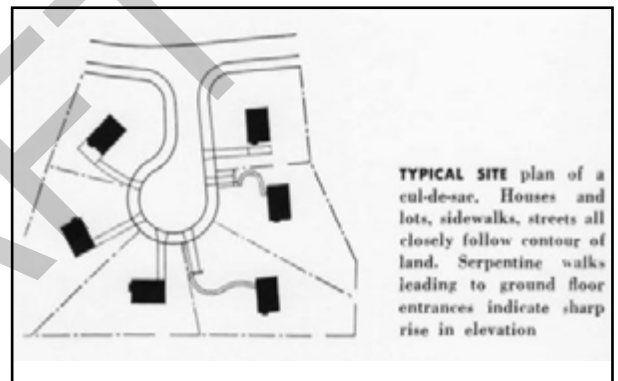 TYPICAL SITE plan of a
cul-de-sac. Houses and
lots, sidewalks, streets all
closely follow contour of
land. Serpentine walks
leading to ground floor
entrances indicate sharp
rise in elevation